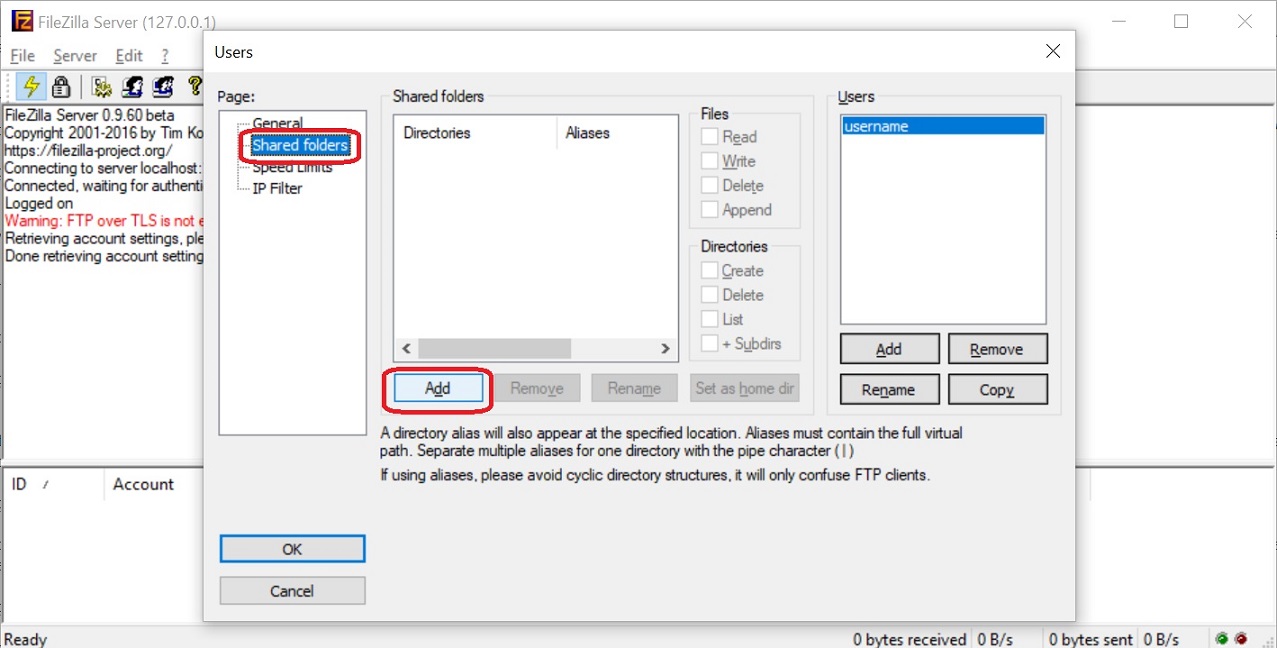 FileZilla Server (127.0.0.1)
File Server Edit ?
FileZilla Server 0.9.60 beta
Copyright 2001-2016 by Tim Ko
https://filezilla-project.org/
Connecting to server localhost:
Connected, waiting for authenti
Logged on
Warning: FTP over TLS is not e
Retrieving account settings, ple
Done retrieving account setting
ID / Account
Users
Page:
General
Shared folders
Speed Limits
IP Filter
OK
Cancel
Shared folders
Directories Aliases
Add Remove Rename Set as home dir
Files
Read
Write
Delete
Append
Directories
Create
Delete
List
+ Subdirs
Users
username
Add Remove
Rename Copy
A directory alias will also appear at the specified location. Aliases must contain the full virtual
path. Separate multiple aliases for one directory with the pipe character (|)
If using aliases, please avoid cyclic directory structures, it will only confuse FTP clients.
Ready
0 bytes received 0 B/s 0 bytes sent 0 B/s